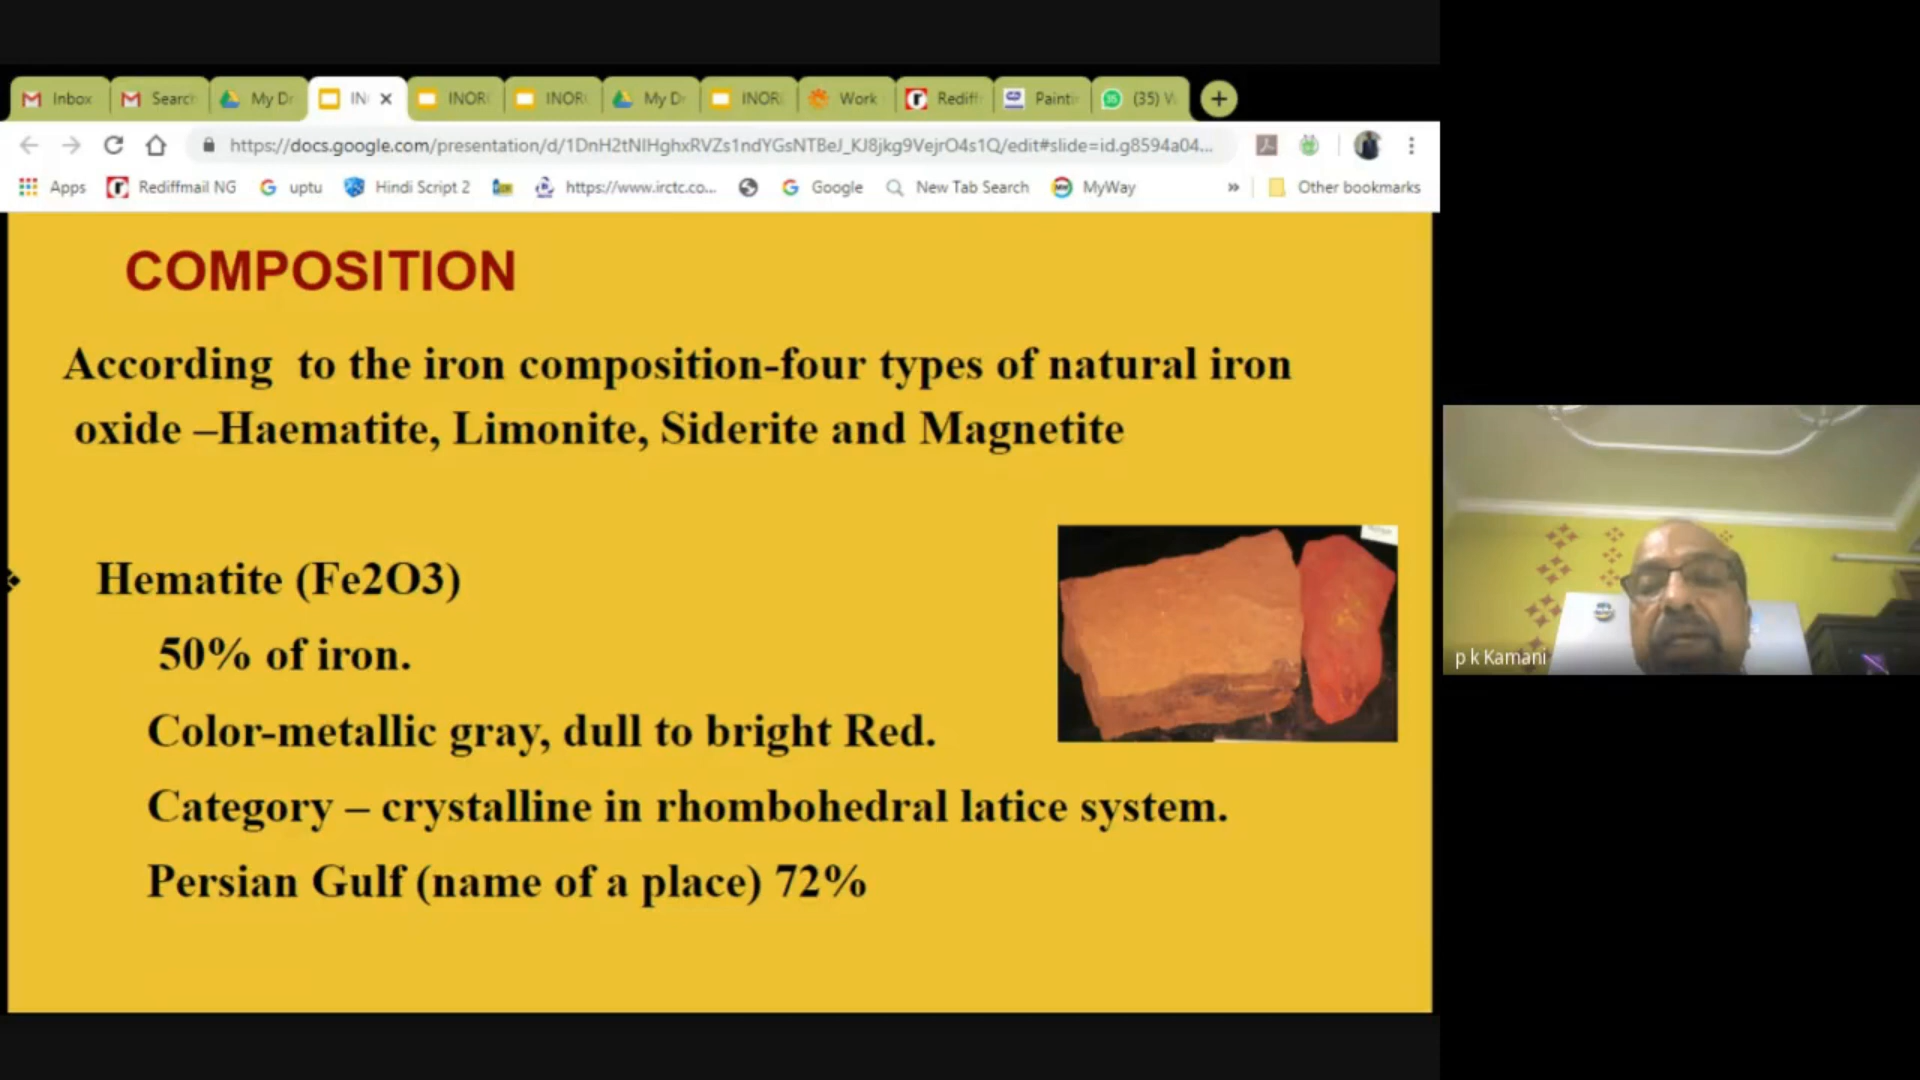 Inbox Search My Dr IN INOR INOR My Dr INOR Work Rediff Painti (35) W
https://docs.google.com/presentation/d/1DnH2tNlHghxRVZs1ndYGsNTBeJ_KJ8jkg9VejrO4s1Q/edit#slide=id.g8594a04...
Apps Rediffmail NG uptu Hindi Script 2 https://www.irctc.co... Google New Tab Search MyWay » Other bookmarks
COMPOSITION
According to the iron composition-four types of natural iron
oxide –Haematite, Limonite, Siderite and Magnetite
Hematite (Fe2O3)
50% of iron.
Color-metallic gray, dull to bright Red.
Category – crystalline in rhombohedral latice system.
Persian Gulf (name of a place) 72%
p k Kamani